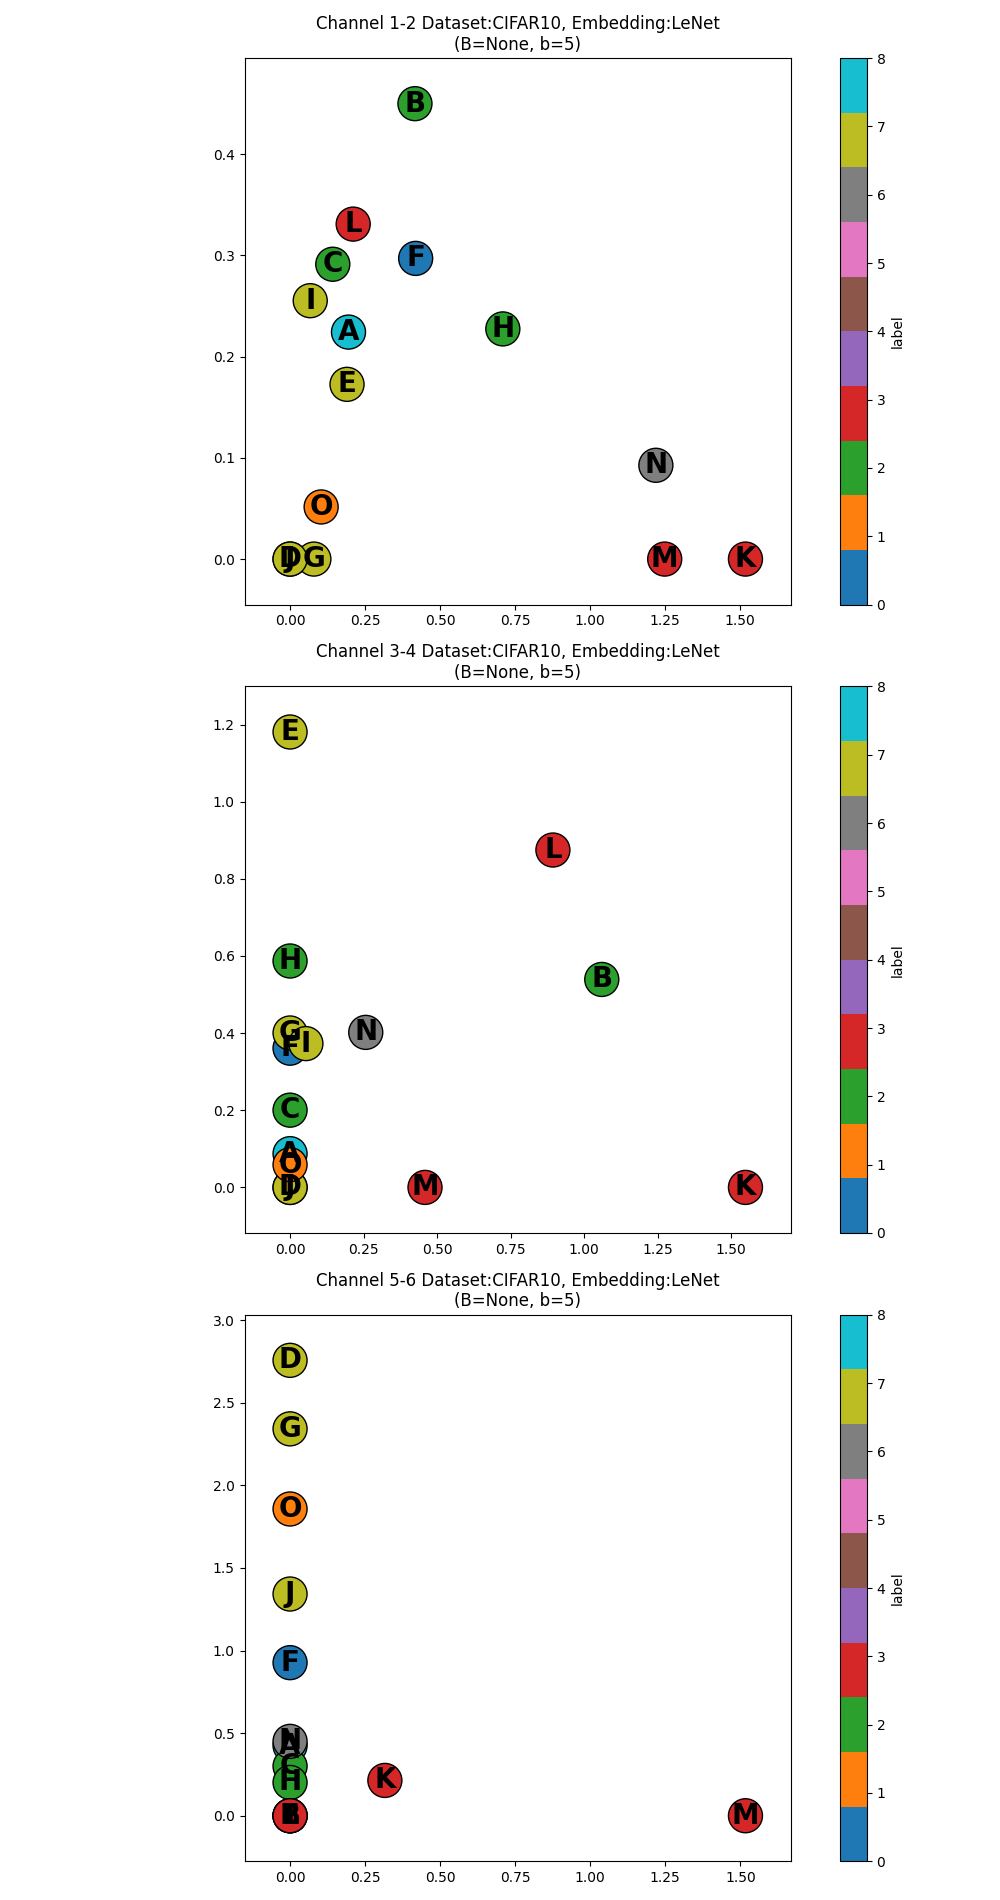 Channel 1-2 Dataset:CIFAR10, Embedding:LeNet
(B=None, b=5)
0.4
0.3
0.2
0.1
0.0
0.00 0.25 0.50 0.75 1.00 1.25 1.50
B
L
F
C
I
A
H
E
N
O
D J G
M
K
8
7
6
5
4
3
2
1
0
label
Channel 3-4 Dataset:CIFAR10, Embedding:LeNet
(B=None, b=5)
1.2
1.0
0.8
0.6
0.4
0.2
0.0
0.00 0.25 0.50 0.75 1.00 1.25 1.50
E
L
H
B
G
N
F I
C
A
O
D J
M
K
8
7
6
5
4
3
2
1
0
label
Channel 5-6 Dataset:CIFAR10, Embedding:LeNet
(B=None, b=5)
3.0
2.5
2.0
1.5
1.0
0.5
0.0
0.00 0.25 0.50 0.75 1.00 1.25 1.50
D
G
O
J
F
N
A
C
H
K
M
8
7
6
5
4
3
2
1
0
label